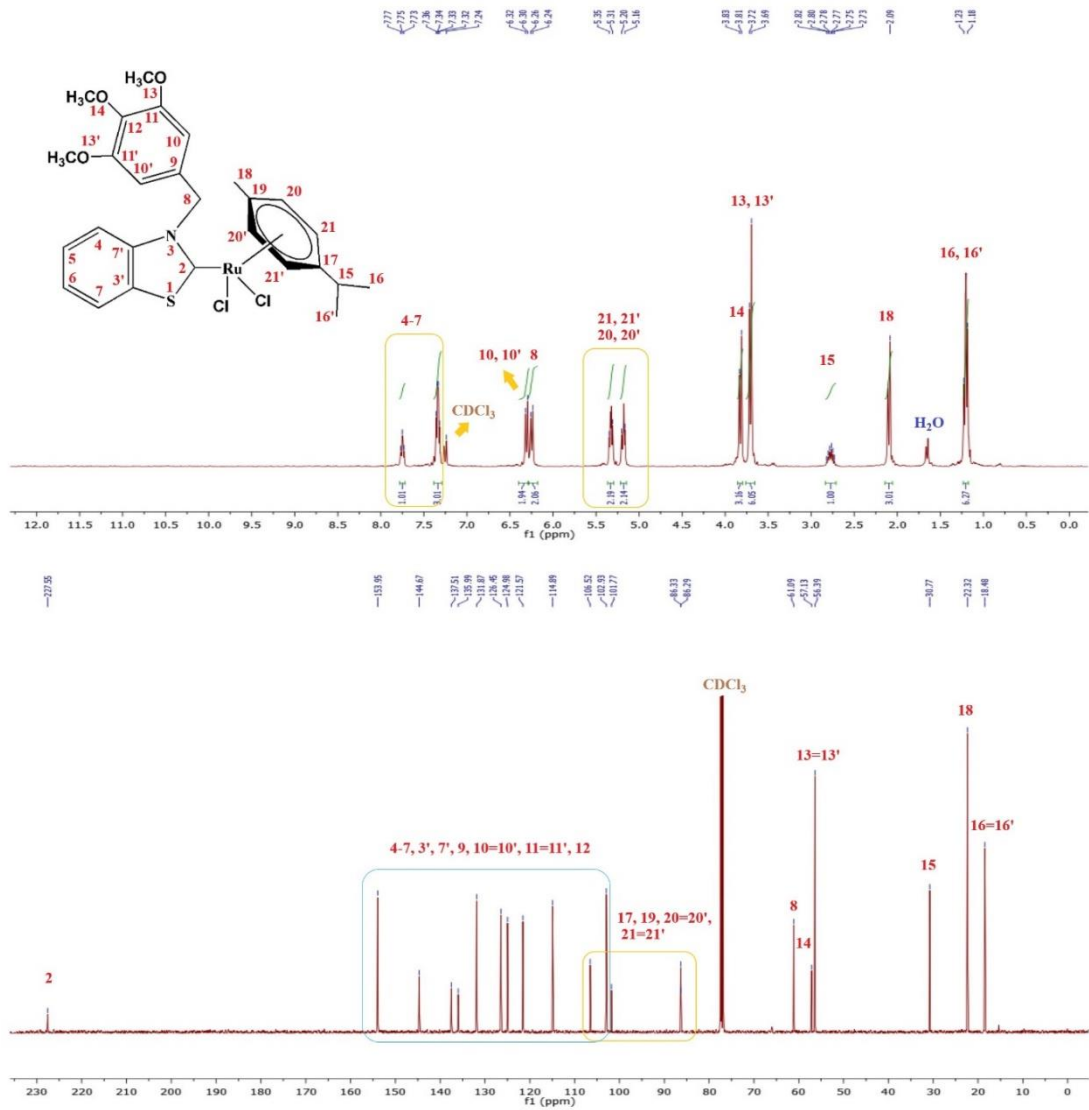 7.77 7.75 7.73 7.36 7.34 7.33 7.32 7.24 6.32 6.30 6.26 6.24 5.35 5.31 5.20 5.16 3.83 3.81 3.72 3.69 2.82 2.80 2.78 2.77 2.75 2.73 2.09 1.23 1.18
H₃CO
13
H₃CO
14
11
12
10
13'
H₃CO
11'
9
10'
8
18
19
20
4
N
3
20'
21
5
7'
2
17
6
3'
Ru
21'
15
16
7
1
S
Cl
Cl
16'
4-7
10, 10'
8
CDCl₃
21, 21'
20, 20'
14
13, 13'
15
18
H₂O
16, 16'
1.01 3.01 1.94 2.06 2.19 2.14 3.16 6.05 1.00 3.01 6.27
12.0 11.5 11.0 10.5 10.0 9.5 9.0 8.5 8.0 7.5 7.0 6.5 6.0 5.5 5.0 4.5 4.0 3.5 3.0 2.5 2.0 1.5 1.0 0.5 0.0
f1 (ppm)
227.55 153.95 144.67 137.51 135.99 131.87 126.45 124.98 121.57 114.89 106.52 102.93 101.77 86.33 86.29 61.09 57.13 56.39 30.77 22.32 18.48
CDCl₃
18
13=13'
16=16'
4-7, 3', 7', 9, 10=10', 11=11', 12
15
17, 19, 20=20',
21=21'
8
14
2
230 220 210 200 190 180 170 160 150 140 130 120 110 100 90 80 70 60 50 40 30 20 10 0
f1 (ppm)